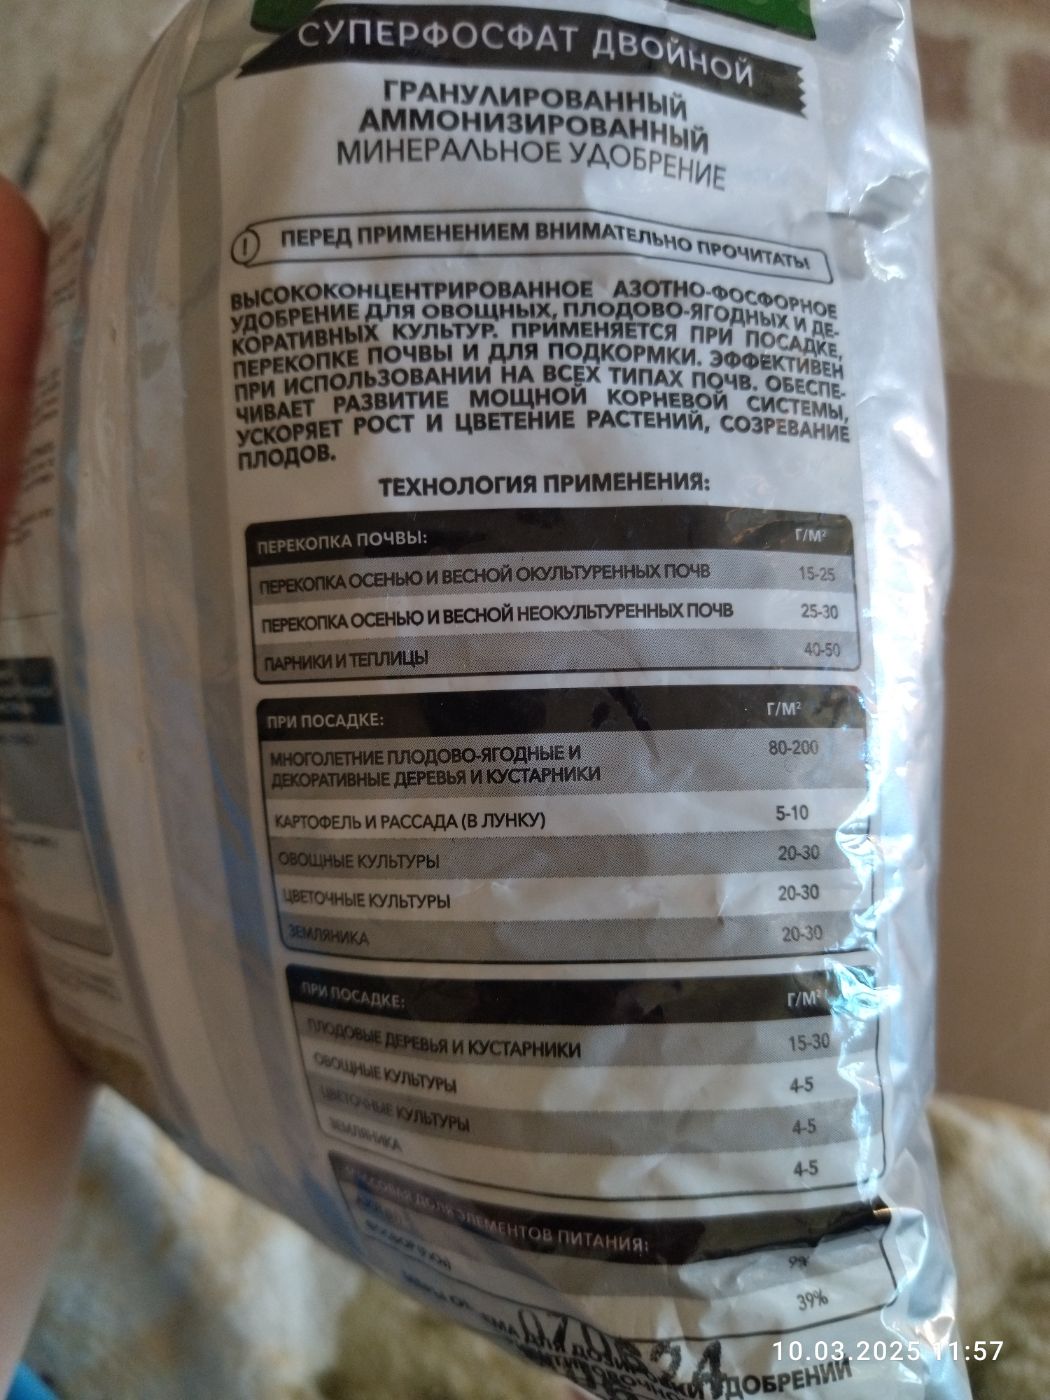 СУПЕРФОСФАТ ДВОЙНОЙ
ГРАНУЛИРОВАННЫЙ
АММОНИЗИРОВАННЫЙ
МИНЕРАЛЬНОЕ УДОБРЕНИЕ
! ПЕРЕД ПРИМЕНЕНИЕМ ВНИМАТЕЛЬНО ПРОЧИТАТЬ!
ВЫСОКОКОНЦЕНТРИРОВАННОЕ АЗОТНО-ФОСФОРНОЕ
УДОБРЕНИЕ ДЛЯ ОВОЩНЫХ, ПЛОДОВО-ЯГОДНЫХ И ДЕ-
КОРАТИВНЫХ КУЛЬТУР. ПРИМЕНЯЕТСЯ ПРИ ПОСАДКЕ,
ПЕРЕКОПКЕ ПОЧВЫ И ДЛЯ ПОДКОРМКИ. ЭФФЕКТИВЕН
ПРИ ИСПОЛЬЗОВАНИИ НА ВСЕХ ТИПАХ ПОЧВ. ОБЕСПЕ-
ЧИВАЕТ РАЗВИТИЕ МОЩНОЙ КОРНЕВОЙ СИСТЕМЫ,
УСКОРЯЕТ РОСТ И ЦВЕТЕНИЕ РАСТЕНИЙ, СОЗРЕВАНИЕ
ПЛОДОВ.
ТЕХНОЛОГИЯ ПРИМЕНЕНИЯ:
ПЕРЕКОПКА ПОЧВЫ: Г/М²
ПЕРЕКОПКА ОСЕНЬЮ И ВЕСНОЙ ОКУЛЬТУРЕННЫХ ПОЧВ 15-25
ПЕРЕКОПКА ОСЕНЬЮ И ВЕСНОЙ НЕОКУЛЬТУРЕННЫХ ПОЧВ 25-30
ПАРНИКИ И ТЕПЛИЦЫ 40-50
ПРИ ПОСАДКЕ: Г/М²
МНОГОЛЕТНИЕ ПЛОДОВО-ЯГОДНЫЕ И 80-200
ДЕКОРАТИВНЫЕ ДЕРЕВЬЯ И КУСТАРНИКИ
КАРТОФЕЛЬ И РАССАДА (В ЛУНКУ) 5-10
ОВОЩНЫЕ КУЛЬТУРЫ 20-30
ЦВЕТОЧНЫЕ КУЛЬТУРЫ 20-30
ЗЕМЛЯНИКА 20-30
ПРИ ПОСАДКЕ: Г/М²
ПЛОДОВЫЕ ДЕРЕВЬЯ И КУСТАРНИКИ 15-30
ОВОЩНЫЕ КУЛЬТУРЫ 4-5
ЦВЕТОЧНЫЕ КУЛЬТУРЫ 4-5
ЗЕМЛЯНИКА 4-5
МАССОВАЯ ДОЛЯ ЭЛЕМЕНТОВ ПИТАНИЯ:
9%
39%
УДОБРЕНИЙ
10.03.2025 11:57